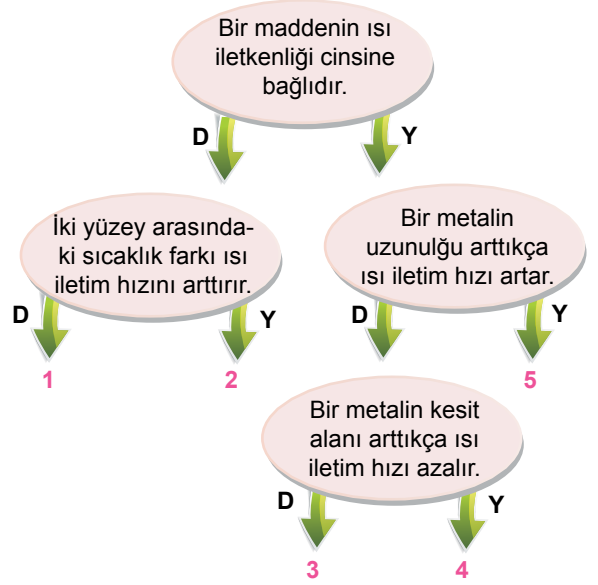 Bir maddenin ısı
iletkenliği cinsine
bağlıdır.
D
Y
İki yüzey arasında-
ki sıcaklık farkı ısı
iletim hızını arttırır.
Bir metalin
uzunulğu arttıkça
ısı iletim hızı artar.
D
Y
D
Y
1
2
5
Bir metalin kesit
alanı arttıkça ısı
iletim hızı azalır.
D
Y
3
4